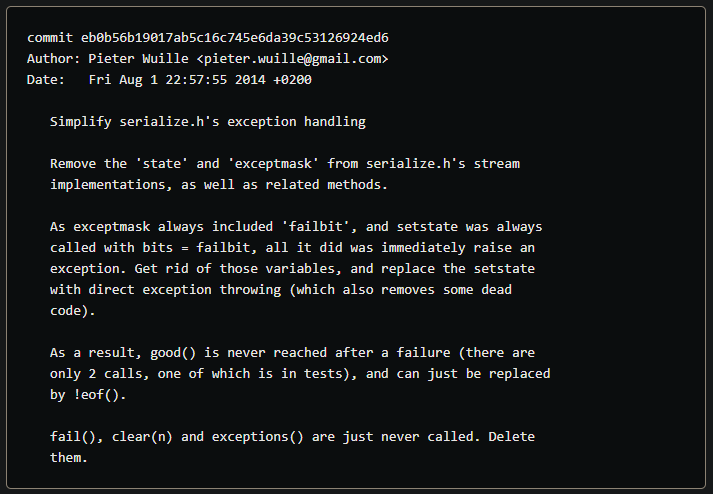 commit eb0b56b19017ab5c16c745e6da39c53126924ed6
Author: Pieter Wuille <pieter.wuille@gmail.com>
Date:   Fri Aug 1 22:57:55 2014 +0200
Simplify serialize.h's exception handling
Remove the 'state' and 'exceptmask' from serialize.h's stream
implementations, as well as related methods.
As exceptmask always included 'failbit', and setstate was always
called with bits = failbit, all it did was immediately raise an
exception. Get rid of those variables, and replace the setstate
with direct exception throwing (which also removes some dead
code).
As a result, good() is never reached after a failure (there are
only 2 calls, one of which is in tests), and can just be replaced
by !eof().
fail(), clear(n) and exceptions() are just never called. Delete
them.